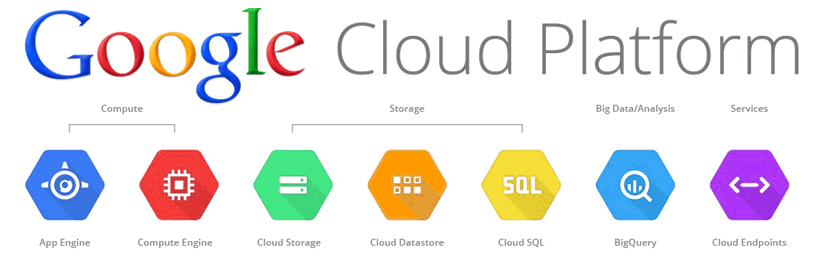 Google Cloud Platform
Compute Storage Big Data/Analysis Services
SQL
App Engine Compute Engine Cloud Storage Cloud Datastore Cloud SQL BigQuery Cloud Endpoints